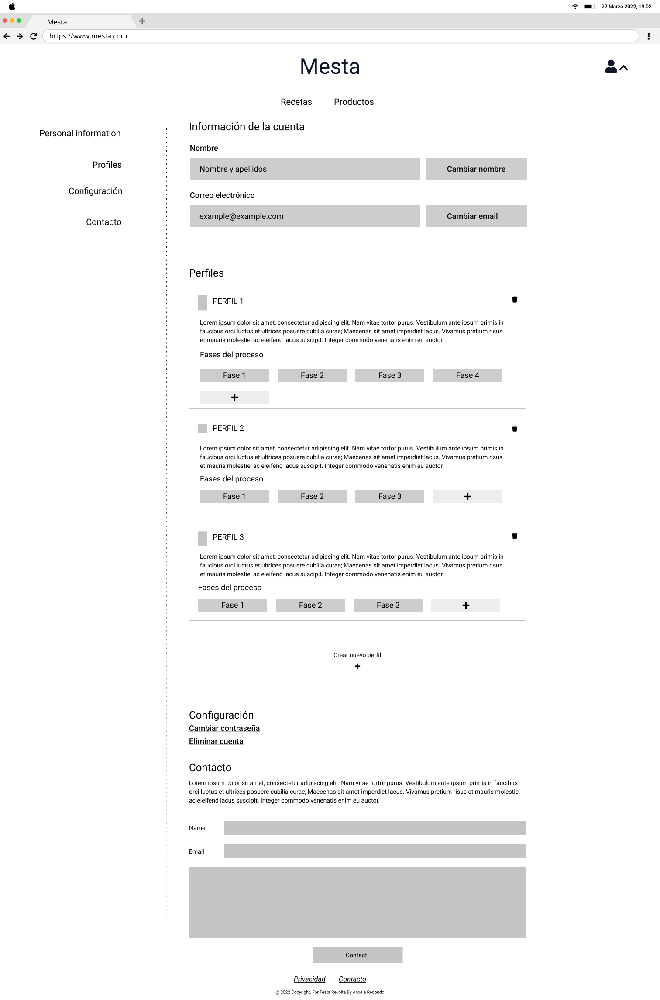 22 Marzo 2022, 19:02
Mesta
https://www.mesta.com
Mesta
Recetas Productos
Personal information
Profiles
Configuración
Contacto
Información de la cuenta
Nombre
Nombre y apellidos Cambiar nombre
Correo electrónico
example@example.com Cambiar email
Perfiles
PERFIL 1
Lorem ipsum dolor sit amet, consectetur adipiscing elit. Nam vitae tortor purus. Vestibulum ante ipsum primis in
faucibus orci luctus et ultrices posuere cubilia curae; Maecenas sit amet imperdiet lacus. Vivamus pretium risus
et mauris molestie, ac eleifend lacus suscipit. Integer commodo venenatis enim eu auctor.
Fases del proceso
Fase 1 Fase 2 Fase 3 Fase 4
PERFIL 2
Lorem ipsum dolor sit amet, consectetur adipiscing elit. Nam vitae tortor purus. Vestibulum ante ipsum primis in
faucibus orci luctus et ultrices posuere cubilia curae; Maecenas sit amet imperdiet lacus. Vivamus pretium risus
et mauris molestie, ac eleifend lacus suscipit. Integer commodo venenatis enim eu auctor.
Fases del proceso
Fase 1 Fase 2 Fase 3
PERFIL 3
Lorem ipsum dolor sit amet, consectetur adipiscing elit. Nam vitae tortor purus. Vestibulum ante ipsum primis in
faucibus orci luctus et ultrices posuere cubilia curae; Maecenas sit amet imperdiet lacus. Vivamus pretium risus
et mauris molestie, ac eleifend lacus suscipit. Integer commodo venenatis enim eu auctor.
Fases del proceso
Fase 1 Fase 2 Fase 3
Crear nuevo perfil
Configuración
Cambiar contraseña
Eliminar cuenta
Contacto
Lorem ipsum dolor sit amet, consectetur adipiscing elit. Nam vitae tortor purus. Vestibulum ante ipsum primis in faucibus
orci luctus et ultrices posuere cubilia curae; Maecenas sit amet imperdiet lacus. Vivamus pretium risus et mauris molestie,
ac eleifend lacus suscipit. Integer commodo venenatis enim eu auctor.
Name
Email
Contact
Privacidad Contacto
@ 2022 Copyright. For Testa Revolta By Anxela Redondo